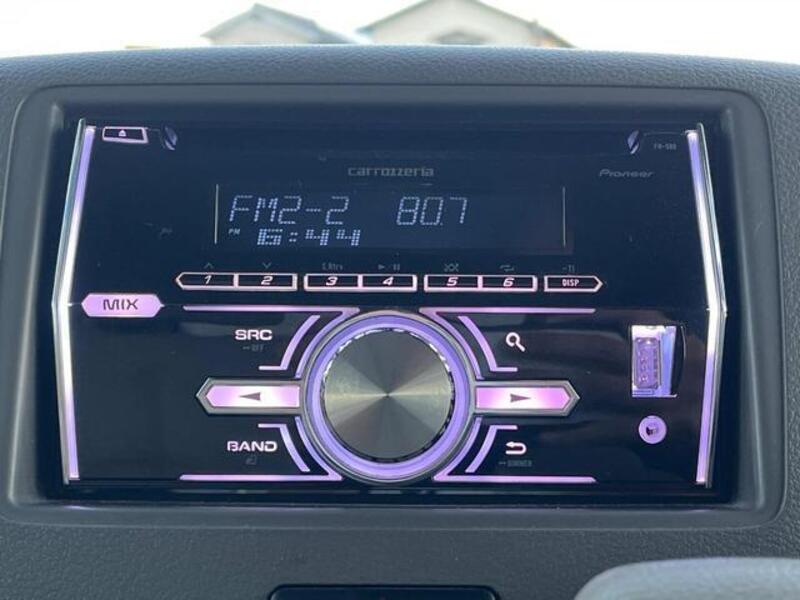 carrozzeria
Pioneer
FM2-2 80.7
PM 6:44
1 2 3 4 5 6 DISP
MIX
SRC
OFF
BAND
DIMMER